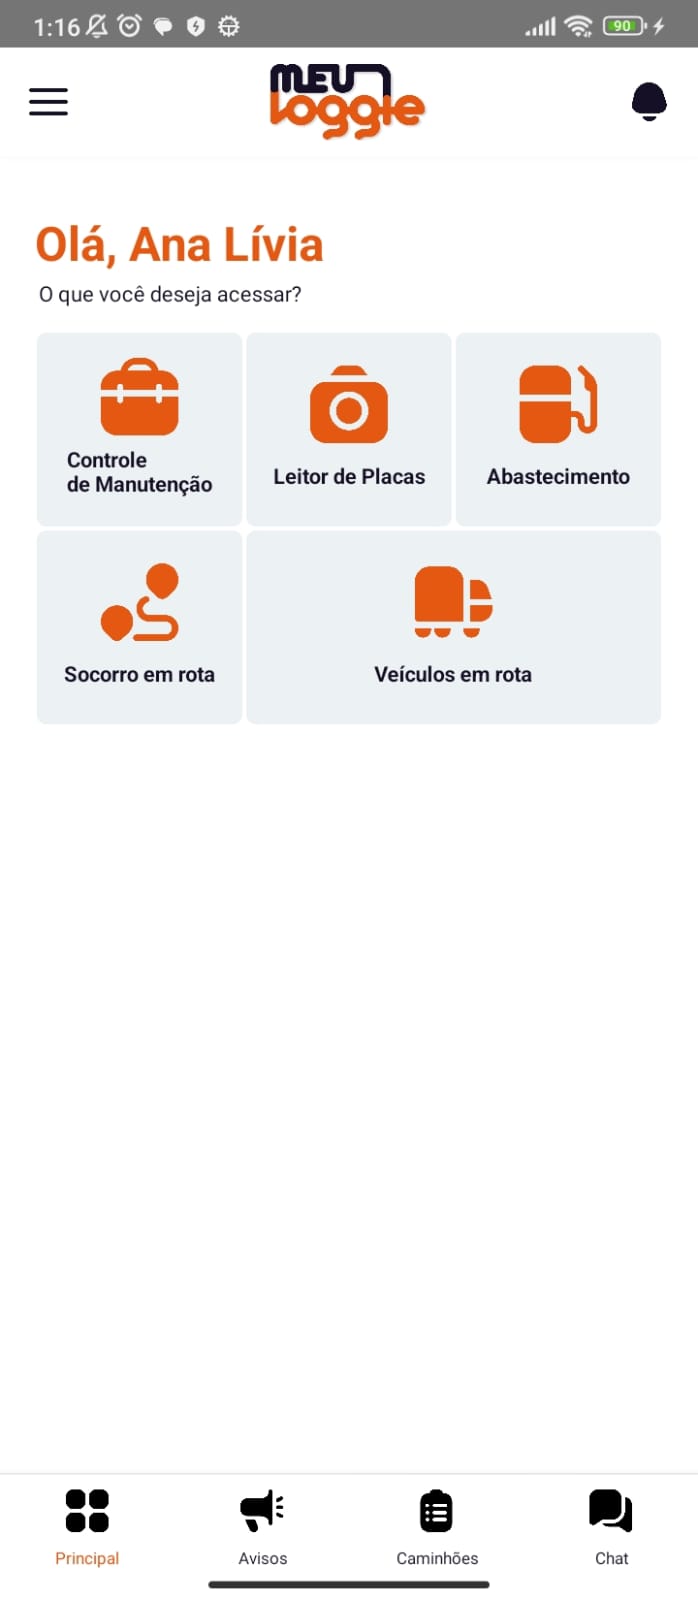 1:16
90
MEU
Loggle
Olá, Ana Lívia
O que você deseja acessar?
Controle
de Manutenção
Leitor de Placas
Abastecimento
Socorro em rota
Veículos em rota
Principal
Avisos
Caminhões
Chat